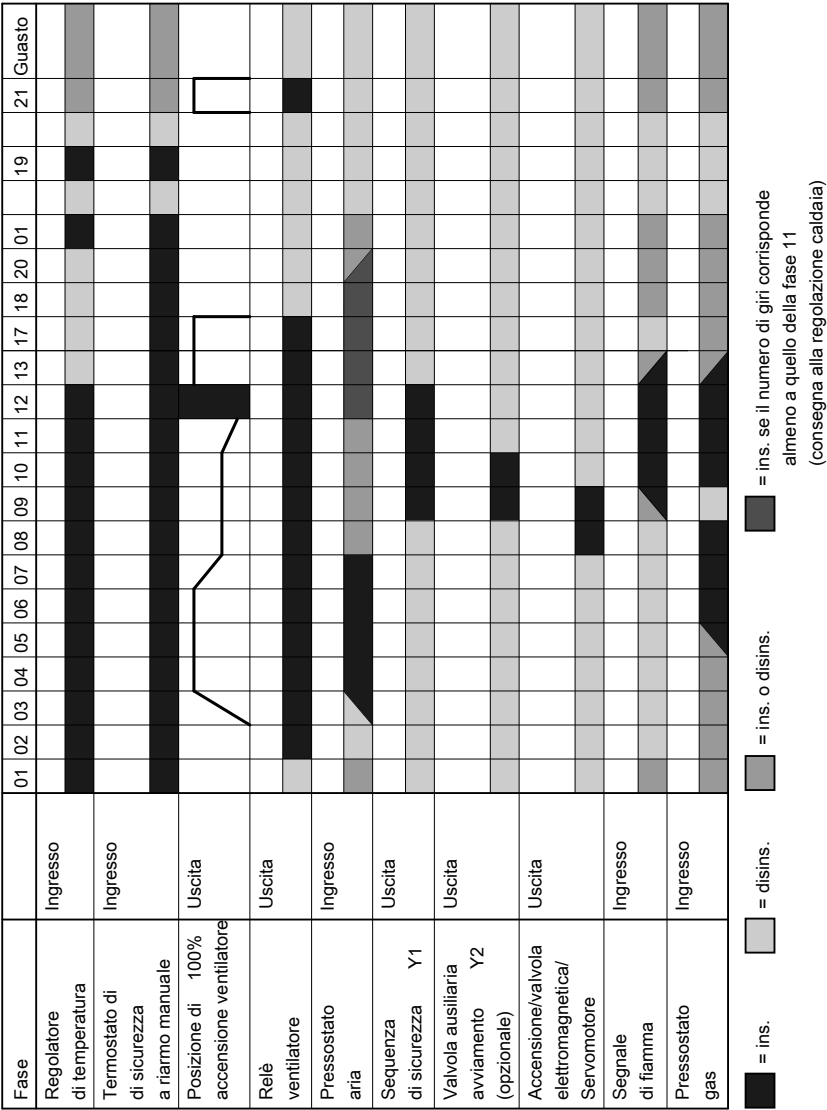 Fase 01 02 03 04 05 06 07 08 09 10 11 12 13 17 18 20 01 19 21 Guasto
Regolatore
di temperatura
Ingresso
Termostato di
di sicurezza
a riarmo manuale
Ingresso
Posizione di 100%
accensione ventilatore
Uscita
Relè
ventilatore
Uscita
Pressostato
aria
Ingresso
Sequenza
di sicurezza Y1
Uscita
Valvola ausiliaria
avviamento Y2
(opzionale)
Uscita
Accensione/valvola
elettromagnetica/
Servomotore
Uscita
Segnale
di fiamma
Ingresso
Pressostato
gas
Ingresso
= ins.
= disins.
= ins. o disins.
= ins. se il numero di giri corrisponde
almeno a quello della fase 11
(consegna alla regolazione caldaia)